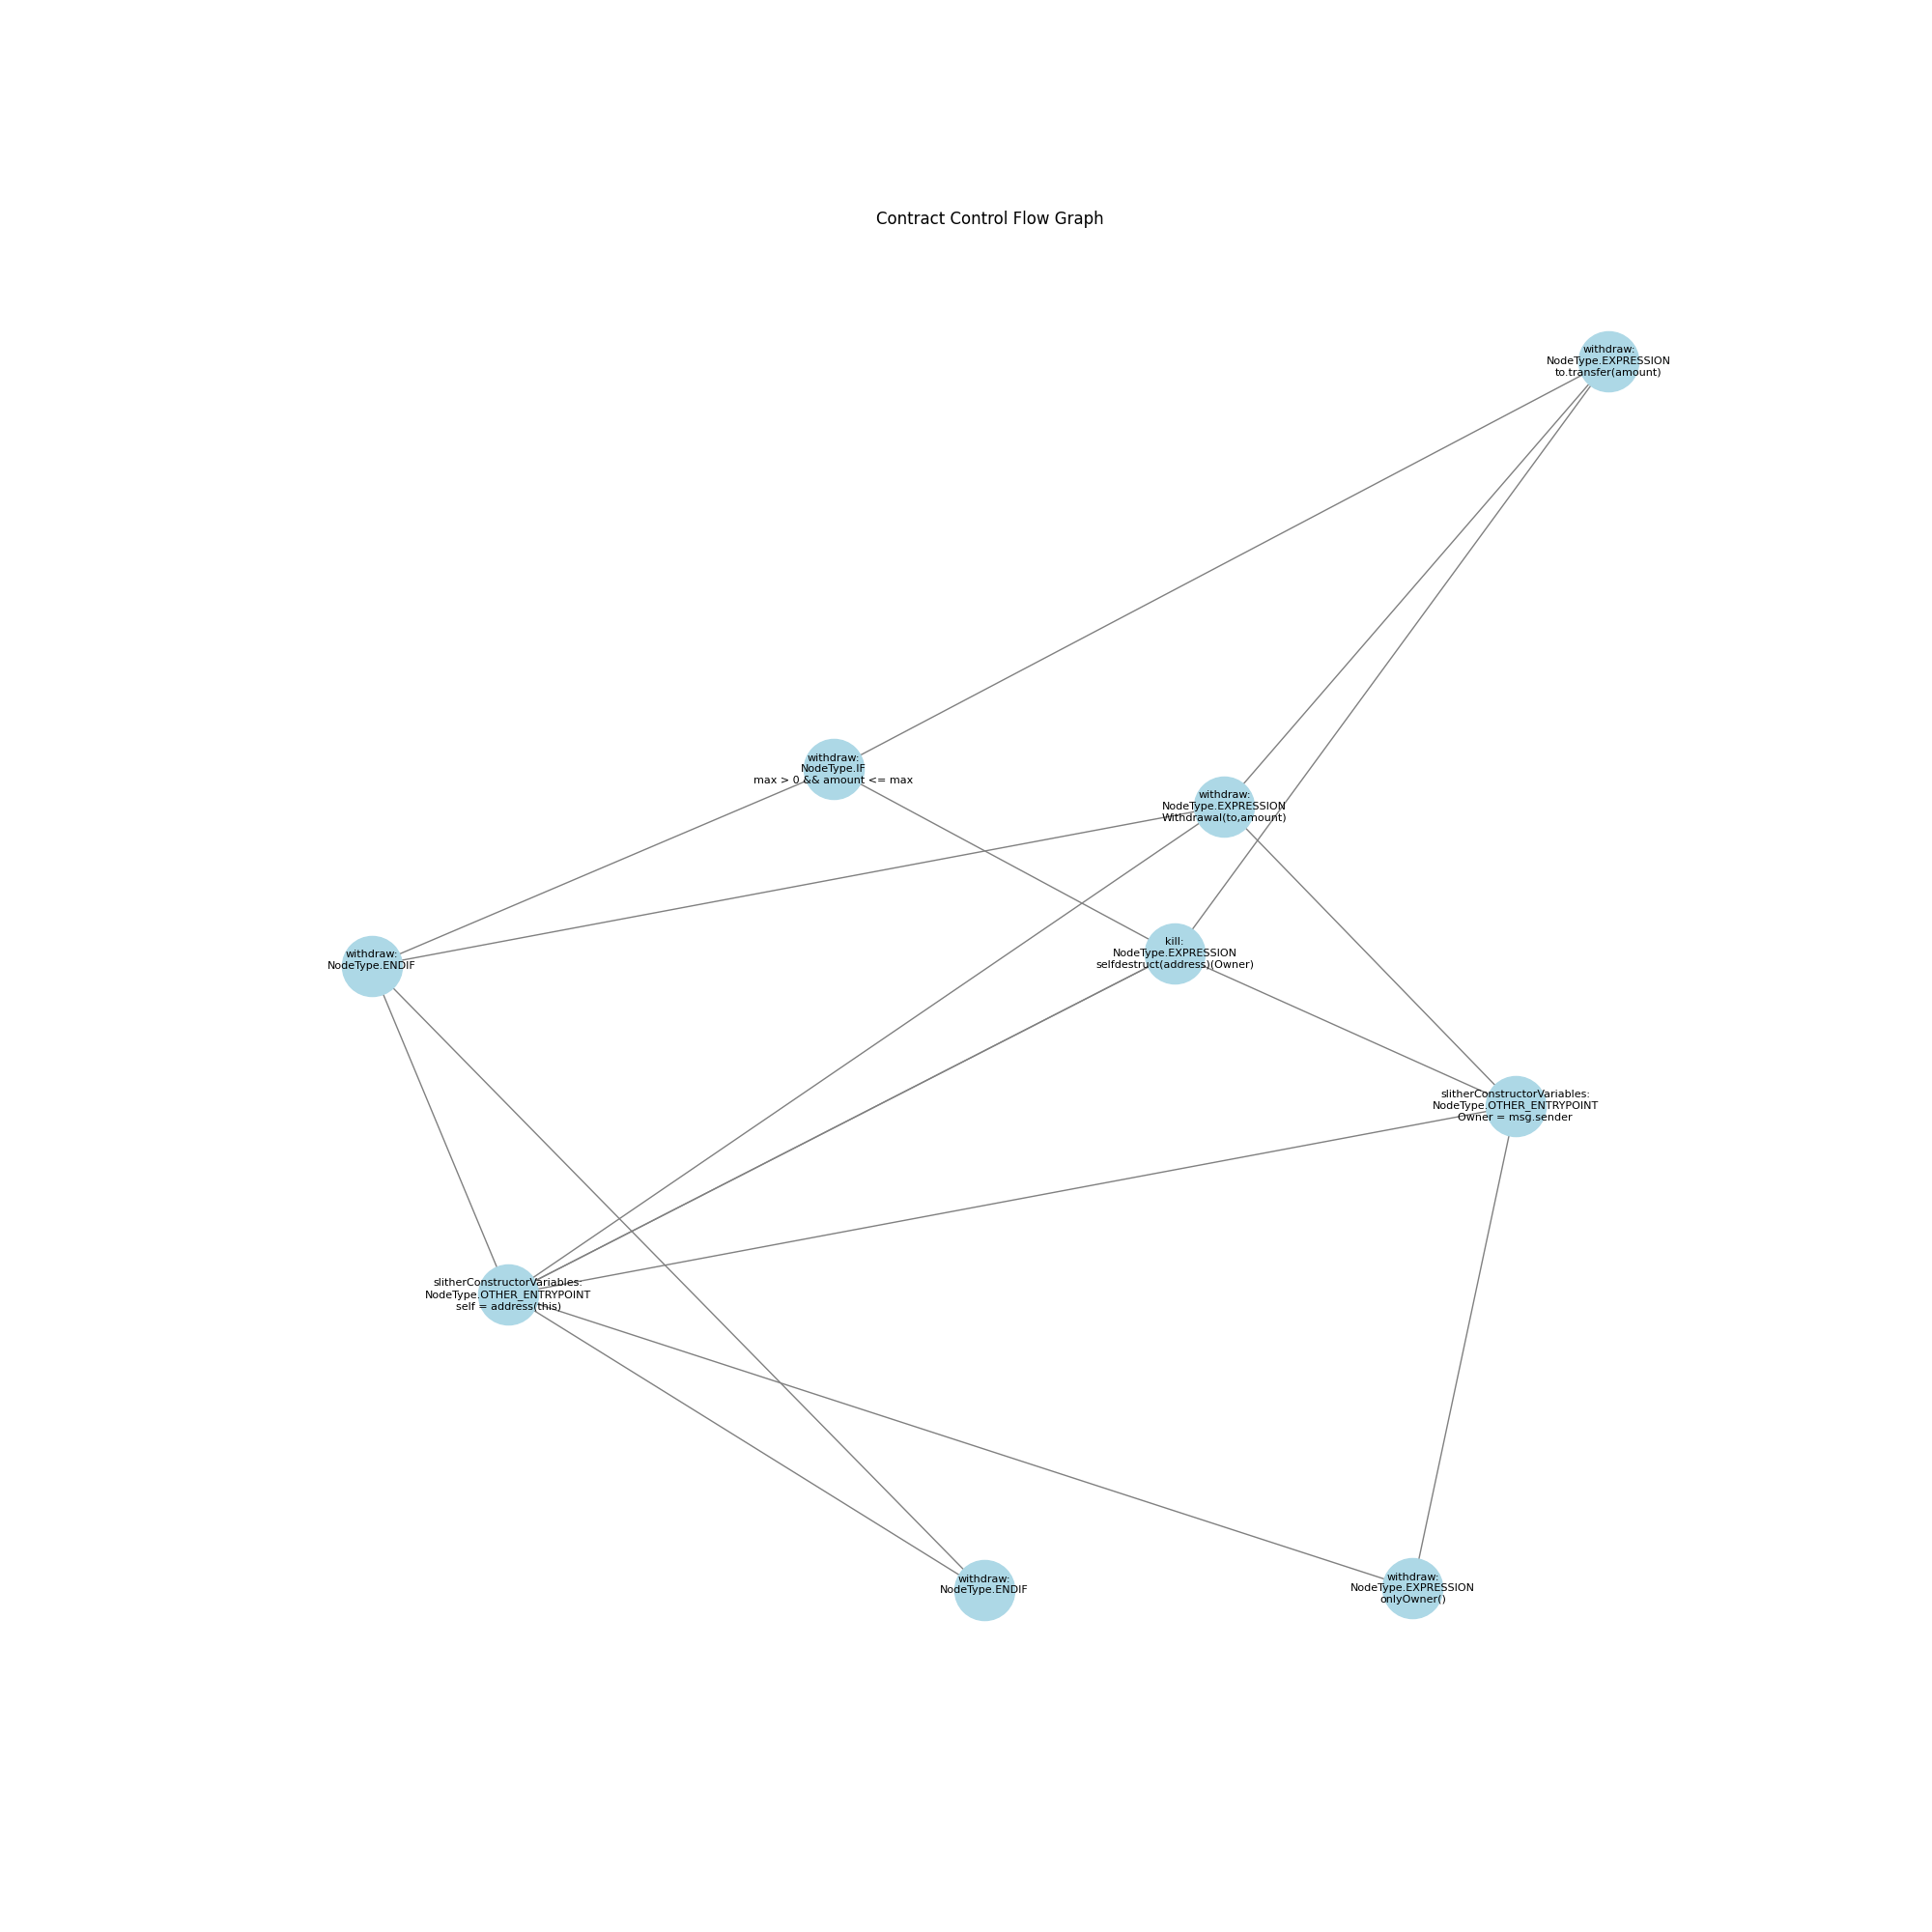 Contract Control Flow Graph
withdraw:
NodeType.EXPRESSION
to.transfer(amount)
withdraw:
NodeType.IF
max > 0 && amount <= max
withdraw:
NodeType.EXPRESSION
Withdrawal(to,amount)
kill:
NodeType.EXPRESSION
selfdestruct(address)(Owner)
withdraw:
NodeType.ENDIF
slitherConstructorVariables:
NodeType.OTHER_ENTRYPOINT
Owner = msg.sender
slitherConstructorVariables:
NodeType.OTHER_ENTRYPOINT
self = address(this)
withdraw:
NodeType.ENDIF
withdraw:
NodeType.EXPRESSION
onlyOwner()